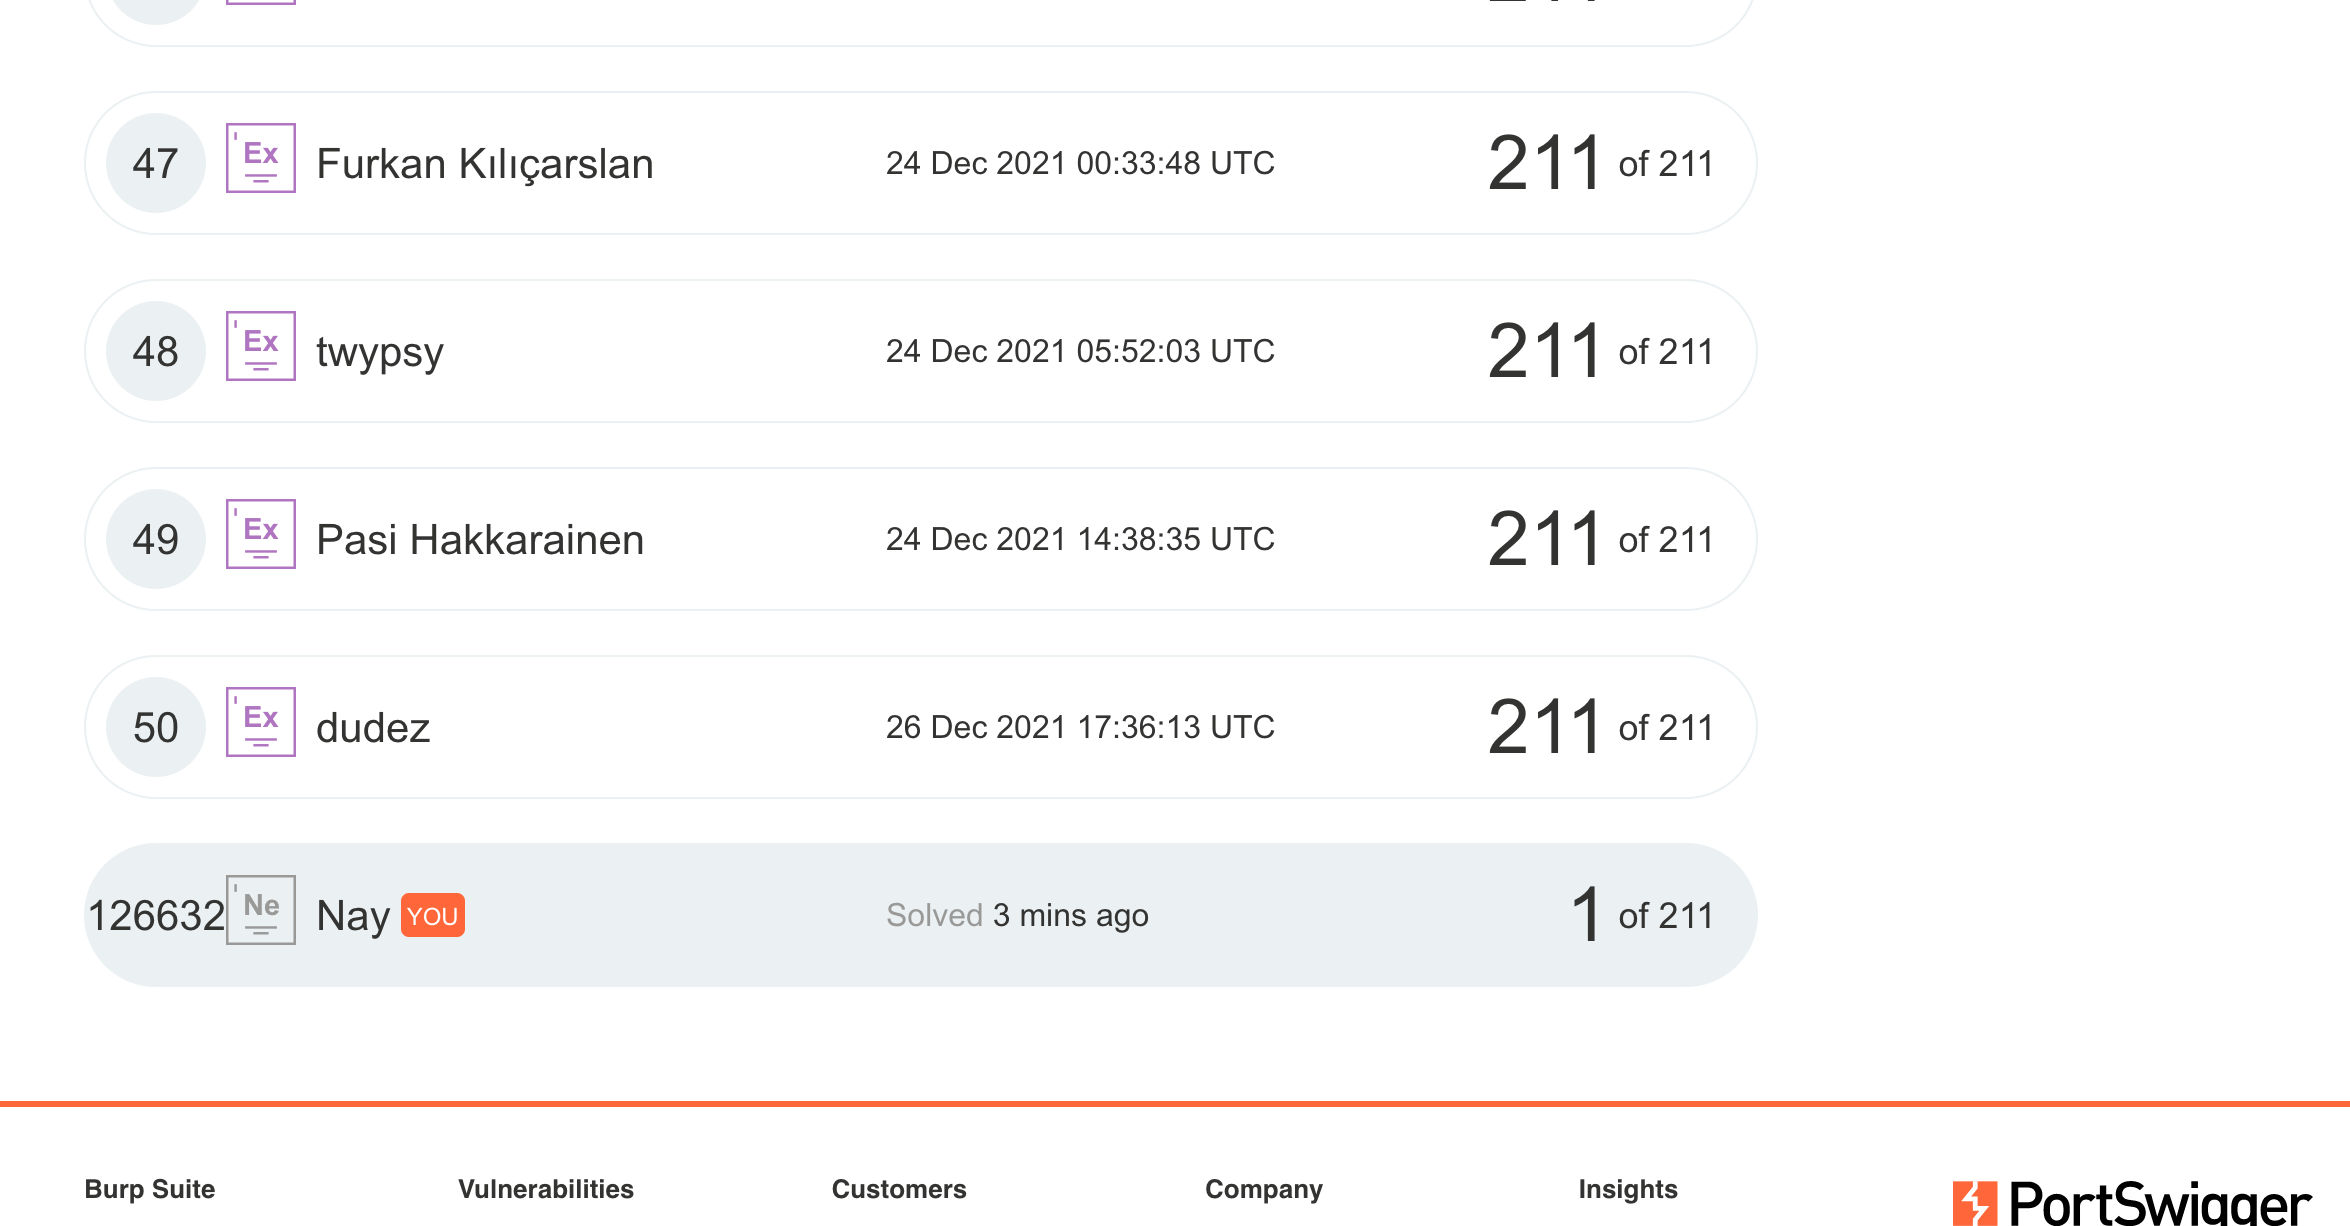 47 Ex Furkan Kılıçarslan 24 Dec 2021 00:33:48 UTC 211 of 211
48 Ex twypsy 24 Dec 2021 05:52:03 UTC 211 of 211
49 Ex Pasi Hakkarainen 24 Dec 2021 14:38:35 UTC 211 of 211
50 Ex dudez 26 Dec 2021 17:36:13 UTC 211 of 211
126632 Ne Nay YOU Solved 3 mins ago 1 of 211
Burp Suite Vulnerabilities Customers Company Insights PortSwigger